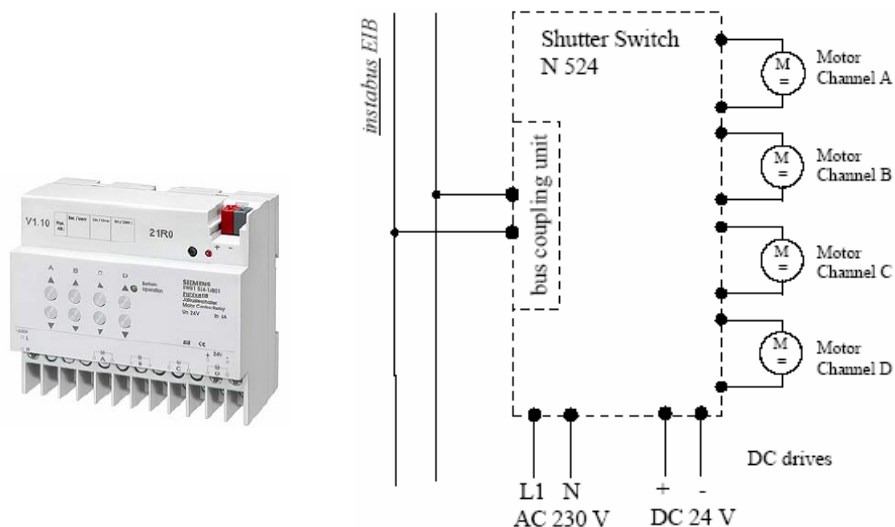 V1.10
21R0
A B C D
SIEMENS
instabus EIB
Shutter Switch
N 524
bus coupling unit
M
=
Motor
Channel A
M
=
Motor
Channel B
M
=
Motor
Channel C
M
=
Motor
Channel D
DC drives
L1 N + -
AC 230 V DC 24 V